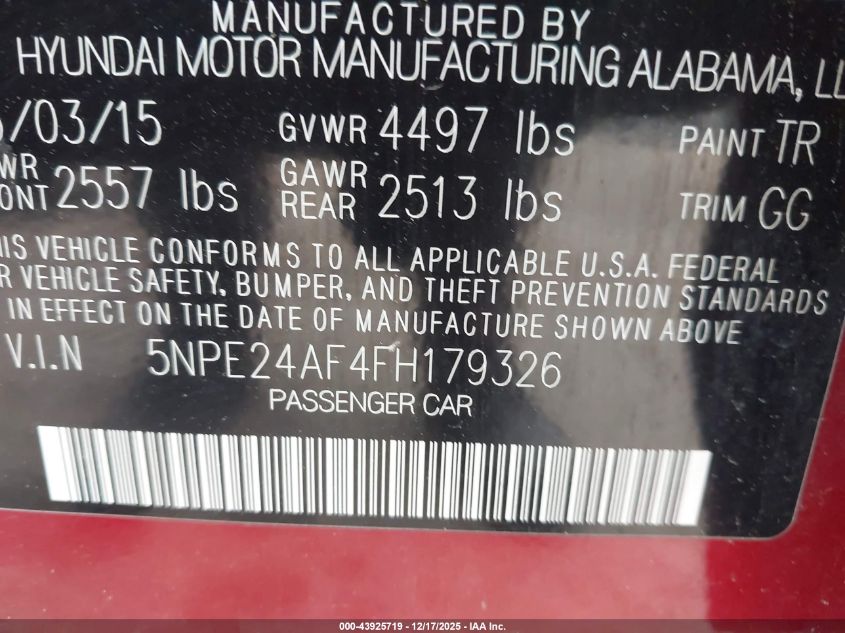 MANUFACTURED BY
HYUNDAI MOTOR MANUFACTURING ALABAMA, LL
/03/15 GVWR 4497 lbs PAINT TR
WR ONT 2557 lbs GAWR REAR 2513 lbs TRIM GG
HIS VEHICLE CONFORMS TO ALL APPLICABLE U.S.A. FEDERAL
R VEHICLE SAFETY, BUMPER, AND THEFT PREVENTION STANDARDS
IN EFFECT ON THE DATE OF MANUFACTURE SHOWN ABOVE
V.I.N 5NPE24AF4FH179326
PASSENGER CAR
000-43925719 - 12/17/2025 - IAA Inc.